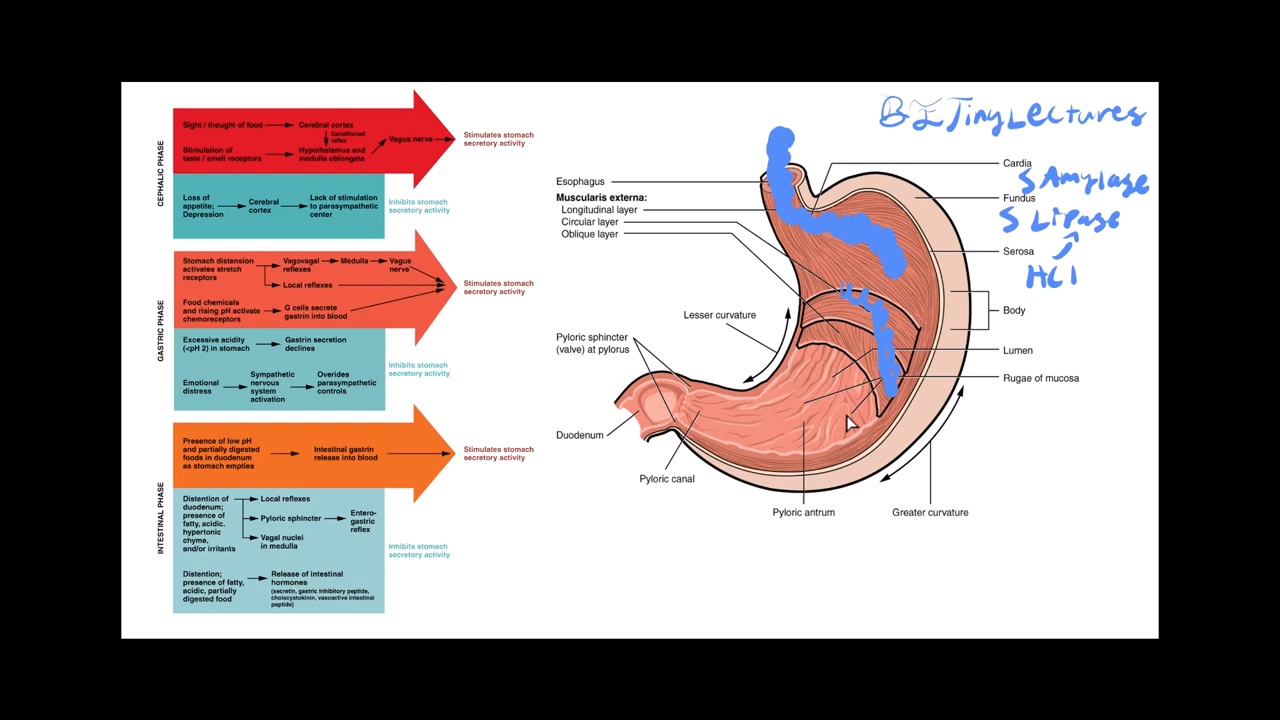 CEPHALIC PHASE
Sight / thought of food
Cerebral cortex
Conditional
reflex
Stimulation of
taste / smell receptors
Hypothalemus and
medulla oblongata
Vagus nerve
Stimulates stomach
secretory activity
Loss of
appetite;
Depression
Cerebral
cortex
Lack of stimulation
to parasympathetic
center
Inhibits stomach
secretory activity
GASTRIC PHASE
Stomach distension
activates stretch
receptors
Vagovagal
reflexes
Medulla
Vagus
nerve
Local reflexes
Food chemicals
and rising pH activate
chemoreceptors
G cells secrete
gastrin into blood
Stimulates stomach
secretory activity
Excessive acidity
(<pH 2) in stomach
Gastrin secretion
declines
Emotional
distress
Sympathetic
nervous
system
activation
Overides
parasympathetic
controls
Inhibits stomach
secretory activity
INTESTINAL PHASE
Presence of low pH
and partially digested
foods in duodenum
as stomach empties
Intestinal gastrin
release into blood
Stimulates stomach
secretory activity
Distention of
duodenum;
presence of
fatty, acidic.
hypertonic
chyme,
and/or irritants
Local reflexes
Pyloric sphincter
Vagal nuclei
in medulla
Entero-
gastric
reflex
Distention;
presence of fatty,
acidic, partially
digested food
Release of intestinal
hormones
(secretin, gastric inhibitory peptide,
cholecystokinin, vasoactive intestinal
peptide)
Inhibits stomach
secretory activity
Esophagus
Muscularis externa:
Longitudinal layer
Circular layer
Oblique layer
Lesser curvature
Pyloric sphincter
(valve) at pylorus
Duodenum
Pyloric canal
Pyloric antrum
Greater curvature
BI Tiny Lectures
Cardia
S Amylase
Fundus
S Lipase
Serosa
HCl
Body
Lumen
Rugae of mucosa